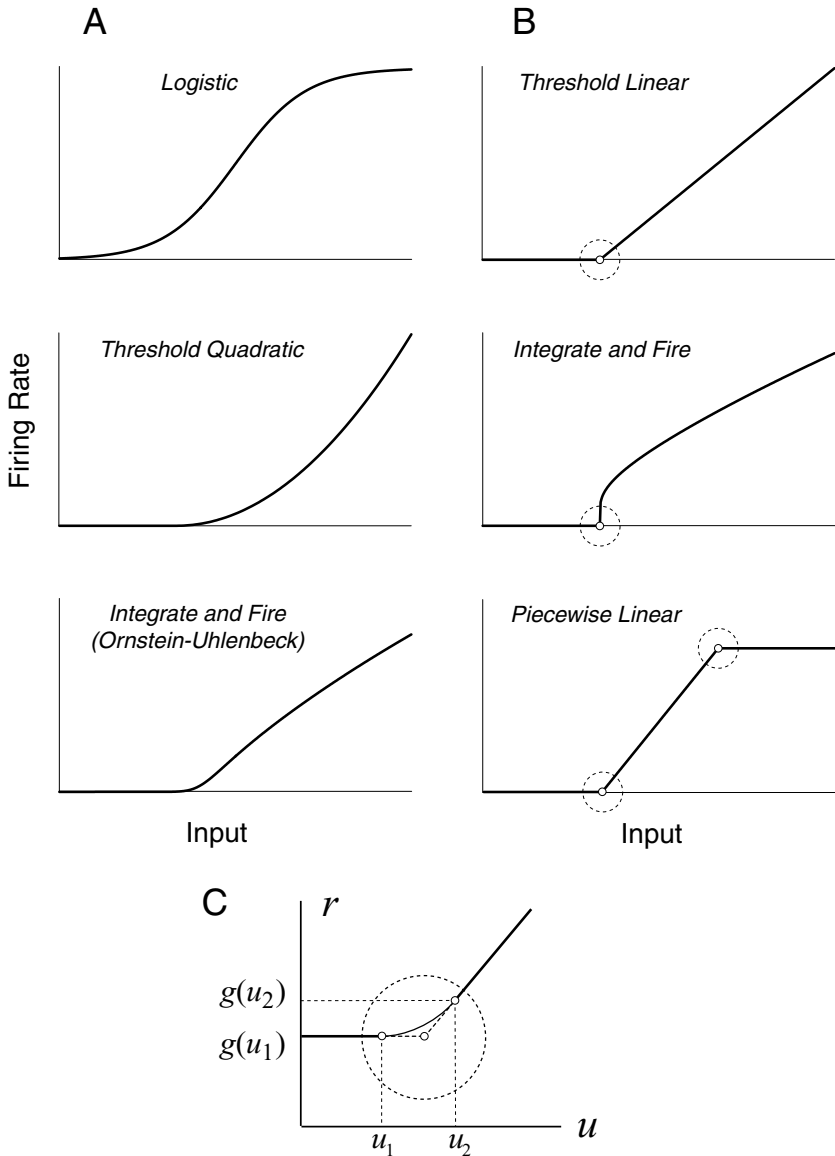 A
B
Logistic
Threshold Linear
Threshold Quadratic
Integrate and Fire
Firing Rate
Integrate and Fire
(Ornstein-Uhlenbeck)
Piecewise Linear
Input
Input
C
r
g(u₂)
g(u₁)
u₁
u₂
u